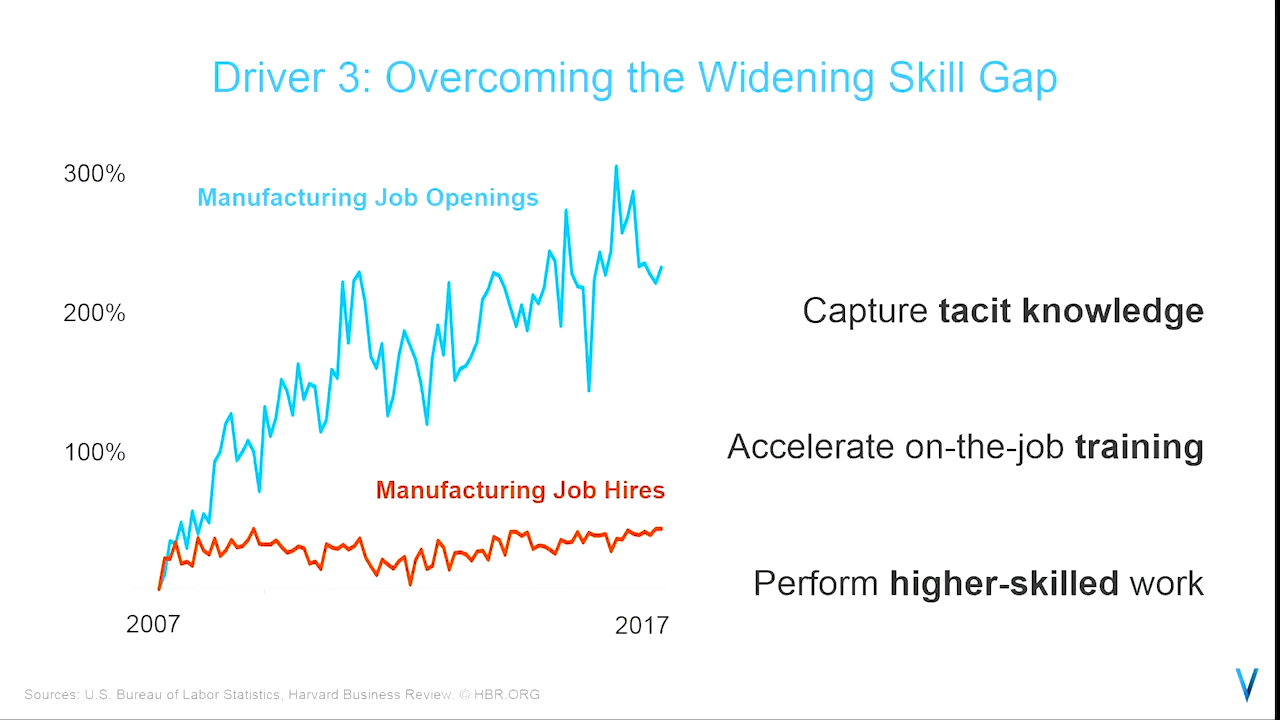 Driver 3: Overcoming the Widening Skill Gap
300%
Manufacturing Job Openings
200%
100%
Manufacturing Job Hires
2007
2017
Capture tacit knowledge
Accelerate on-the-job training
Perform higher-skilled work
Sources: U.S. Bureau of Labor Statistics, Harvard Business Review. © HBR.ORG